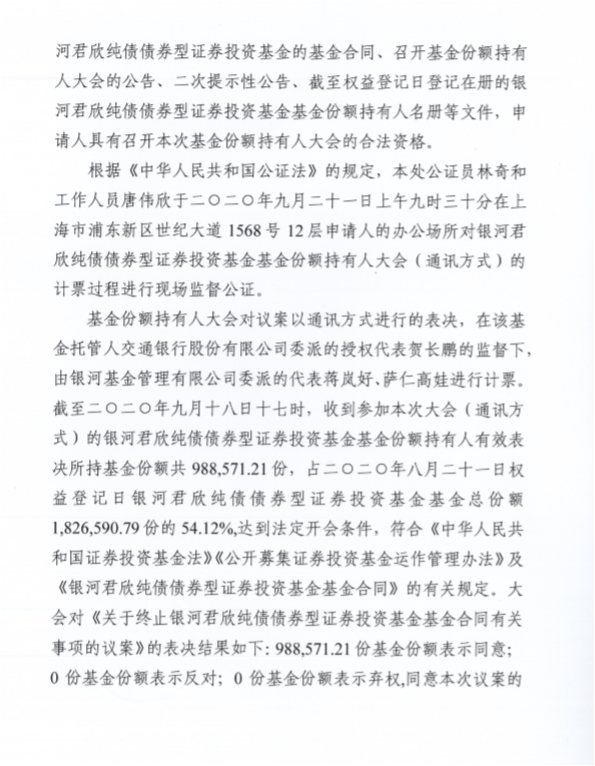 河君欣纯债债券型证券投资基金的基金合同、召开基金份额持有
人大会的公告、二次提示性公告、截至权益登记日登记在册的银
河君欣纯债债券型证券投资基金基金份额持有人名册等文件，申
请人具有召开本次基金份额持有人大会的合法资格。
根据《中华人民共和国公证法》的规定，本处公证员林奇和
工作人员唐伟欣于二〇二〇年九月二十一日上午九时三十分在上
海市浦东新区世纪大道 1568 号 12 层申请人的办公场所对银河君
欣纯债债券型证券投资基金基金份额持有人大会（通讯方式）的
计票过程进行现场监督公证。
基金份额持有人大会对议案以通讯方式进行的表决，在该基
金托管人交通银行股份有限公司委派的授权代表贺长鹏的监督下，
由银河基金管理有限公司委派的代表蒋岚好、萨仁高娃进行计票。
截至二〇二〇年九月十八日十七时，收到参加本次大会（通讯方
式）的银河君欣纯债债券型证券投资基金基金份额持有人有效表
决所持基金份额共 988,571.21 份，占二〇二〇年八月二十一日权
益登记日银河君欣纯债债券型证券投资基金基金总份额
1,826,590.79 份的 54.12%,达到法定开会条件，符合《中华人民共
和国证券投资基金法》《公开募集证券投资基金运作管理办法》及
《银河君欣纯债债券型证券投资基金基金合同》的有关规定。大
会对《关于终止银河君欣纯债债券型证券投资基金基金合同有关
事项的议案》的表决结果如下：988,571.21 份基金份额表示同意；
0 份基金份额表示反对；0 份基金份额表示弃权,同意本次议案的